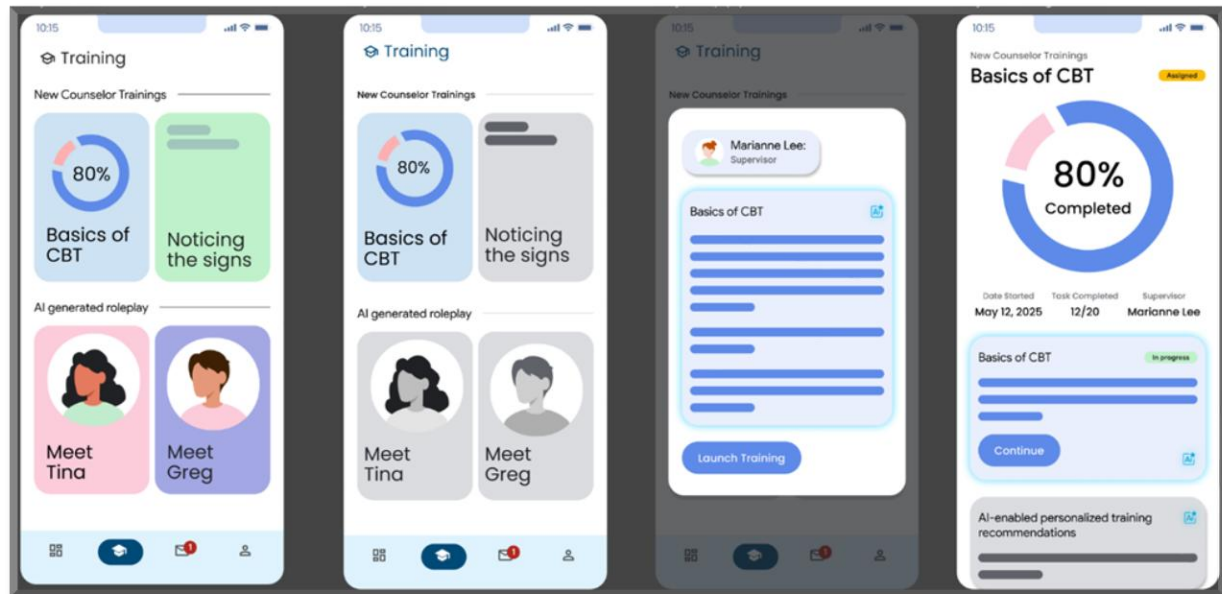 10:15
Training
New Counselor Trainings
80%
Basics of
CBT
Noticing
the signs
AI generated roleplay
Meet
Tina
Meet
Greg
1
10:15
Training
New Counselor Trainings
80%
Basics of
CBT
Noticing
the signs
AI generated roleplay
Meet
Tina
Meet
Greg
1
10:15
Training
New Counselor Trainings
Marianne Lee:
Supervisor
Basics of CBT
Launch Training
1
10:15
New Counselor Trainings
Basics of CBT
Assigned
80%
Completed
Date Started
May 12, 2025
Task Completed
12/20
Supervisor
Marianne Lee
Basics of CBT
In progress
Continue
AI-enabled personalized training
recommendations